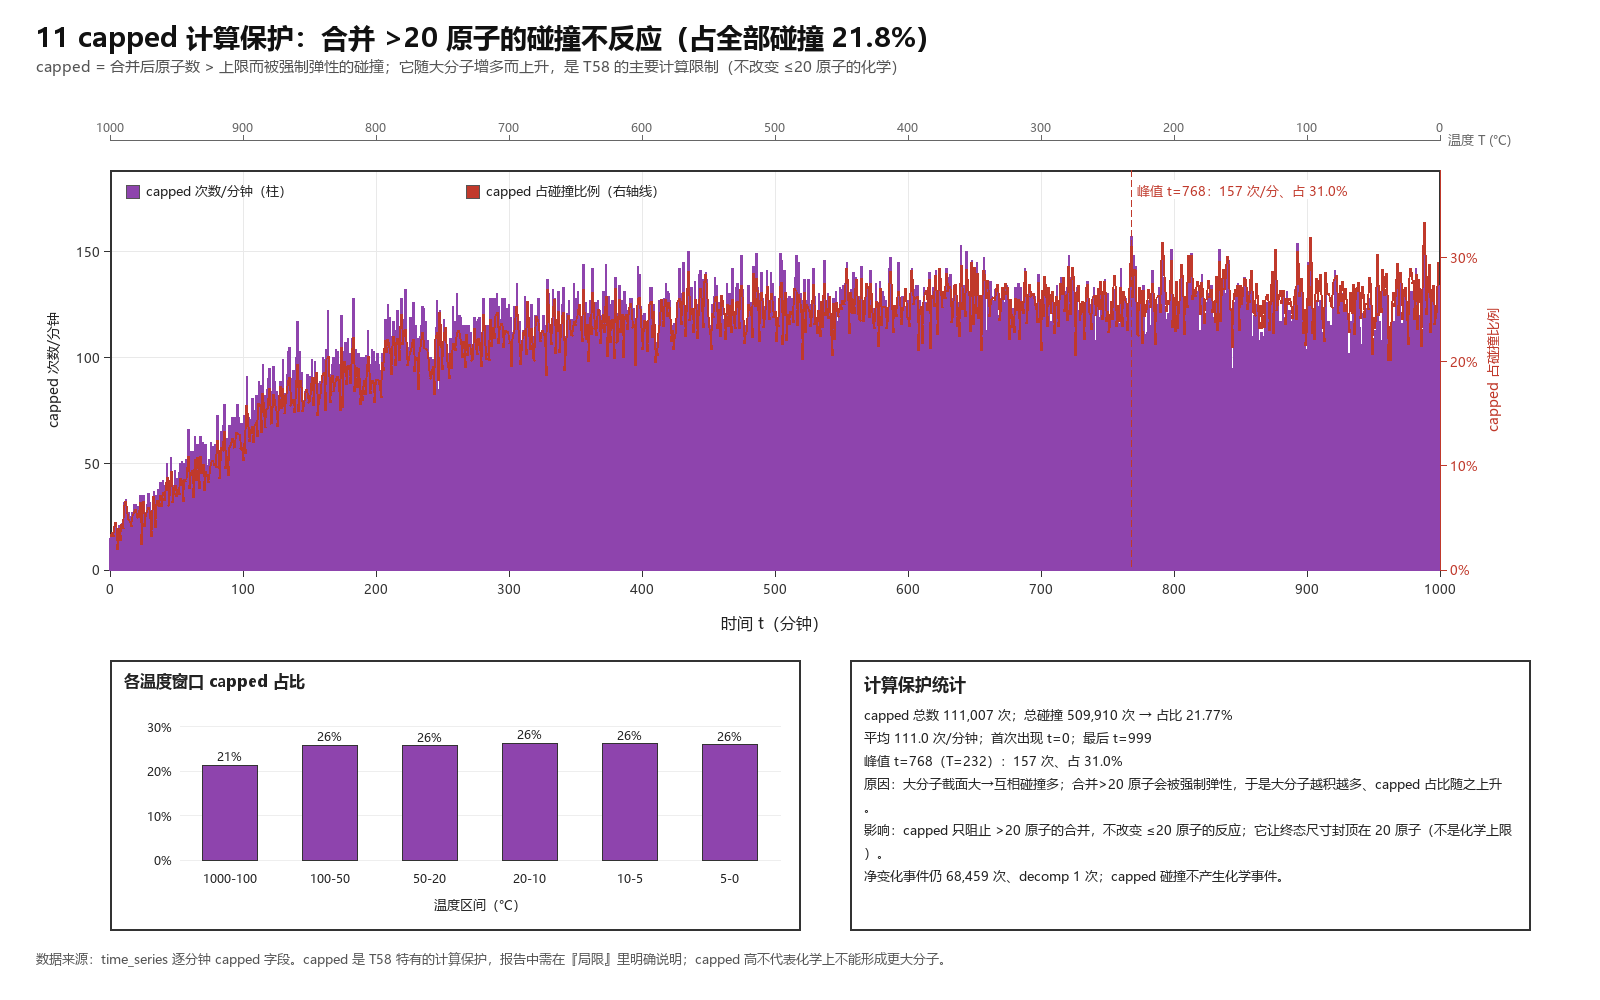 11 capped 计算保护：合并 >20 原子的碰撞不反应（占全部碰撞 21.8%）
capped = 合并后原子数 > 上限而被强制弹性的碰撞；它随大分子增多而上升，是 T58 的主要计算限制（不改变 ≤20 原子的化学）
1000 900 800 700 600 500 400 300 200 100 0
温度 T (°C)
capped 次数/分钟（柱）
capped 占碰撞比例（右轴线）
峰值 t=768：157 次/分、占 31.0%
150
100
50
0
capped 次数/分钟
30%
20%
10%
0%
capped 占碰撞比例
0 100 200 300 400 500 600 700 800 900 1000
时间 t（分钟）
各温度窗口 capped 占比
30%
20%
10%
0%
21% 26% 26% 26% 26% 26%
1000-100 100-50 50-20 20-10 10-5 5-0
温度区间（°C）
计算保护统计
capped 总数 111,007 次；总碰撞 509,910 次 → 占比 21.77%
平均 111.0 次/分钟；首次出现 t=0；最后 t=999
峰值 t=768（T=232）：157 次、占 31.0%
原因：大分子截面大→互相碰撞多；合并>20 原子会被强制弹性，于是大分子越积越多、capped 占比随之上升
。
影响：capped 只阻止 >20 原子的合并，不改变 ≤20 原子的反应；它让终态尺寸封顶在 20 原子（不是化学上限
）。
净变化事件仍 68,459 次、decomp 1 次；capped 碰撞不产生化学事件。
数据来源：time_series 逐分钟 capped 字段。capped 是 T58 特有的计算保护，报告中需在『局限』里明确说明；capped 高不代表化学上不能形成更大分子。